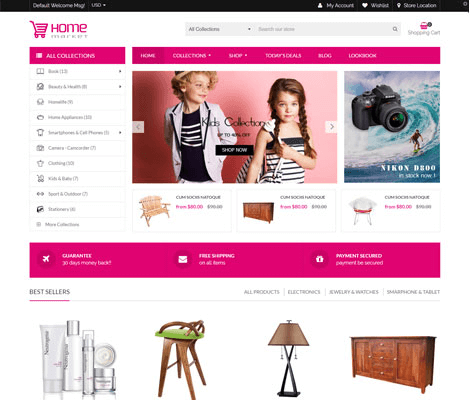 Default Welcome Msg! USD My Account Wishlist Store Location
HOME
market
All Collections Search our store
0
Shopping Cart
ALL COLLECTIONS HOME COLLECTIONS SHOP TODAY'S DEALS BLOG LOOKBOOK
Book (13)
Beauty & Health (8)
Homelife (9)
Home Appliances (10)
Smartphones & Cell Phones (5)
Camera - Camcorder (7)
Clothing (10)
Kids & Baby (7)
Sport & Outdoor (7)
Stationery (4)
More Collections
Kids Collection
UP TO 40% OFF
SHOP NOW
NIKON D800
in stock now !
CUM SOCIIS NATOQUE
from $80.00 $90.00
CUM SOCIIS NATOQUE
from $80.00 $90.00
CUM SOCIIS NATOQUE
from $80.00 $90.00
GUARANTEE
30 days money back!!
FREE SHIPPING
on all items
PAYMENT SECURED
payment be secured
BEST SELLERS ALL PRODUCTS ELECTRONICS JEWELRY & WATCHES SMARPHONE & TABLET
Neutrogena